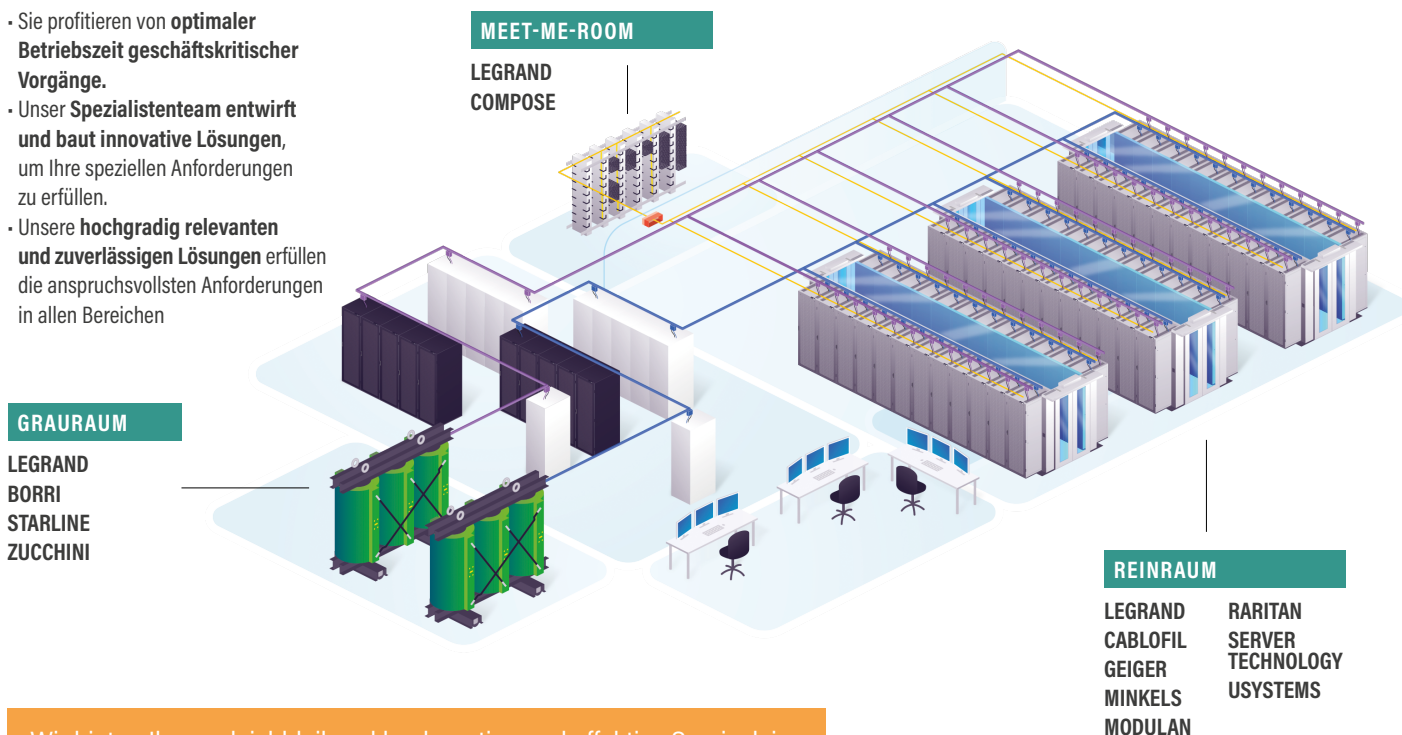 · Sie profitieren von optimaler
Betriebszeit geschäftskritischer
Vorgänge.
· Unser Spezialistenteam entwirft
und baut innovative Lösungen,
um Ihre speziellen Anforderungen
zu erfüllen.
· Unsere hochgradig relevanten
und zuverlässigen Lösungen erfüllen
die anspruchsvollsten Anforderungen
in allen Bereichen
MEET-ME-ROOM
LEGRAND
COMPOSE
GRAURAUM
LEGRAND
BORRI
STARLINE
ZUCCHINI
REINRAUM
LEGRAND
CABLOFIL
GEIGER
MINKELS
MODULAN
RARITAN
SERVER
TECHNOLOGY
USYSTEMS